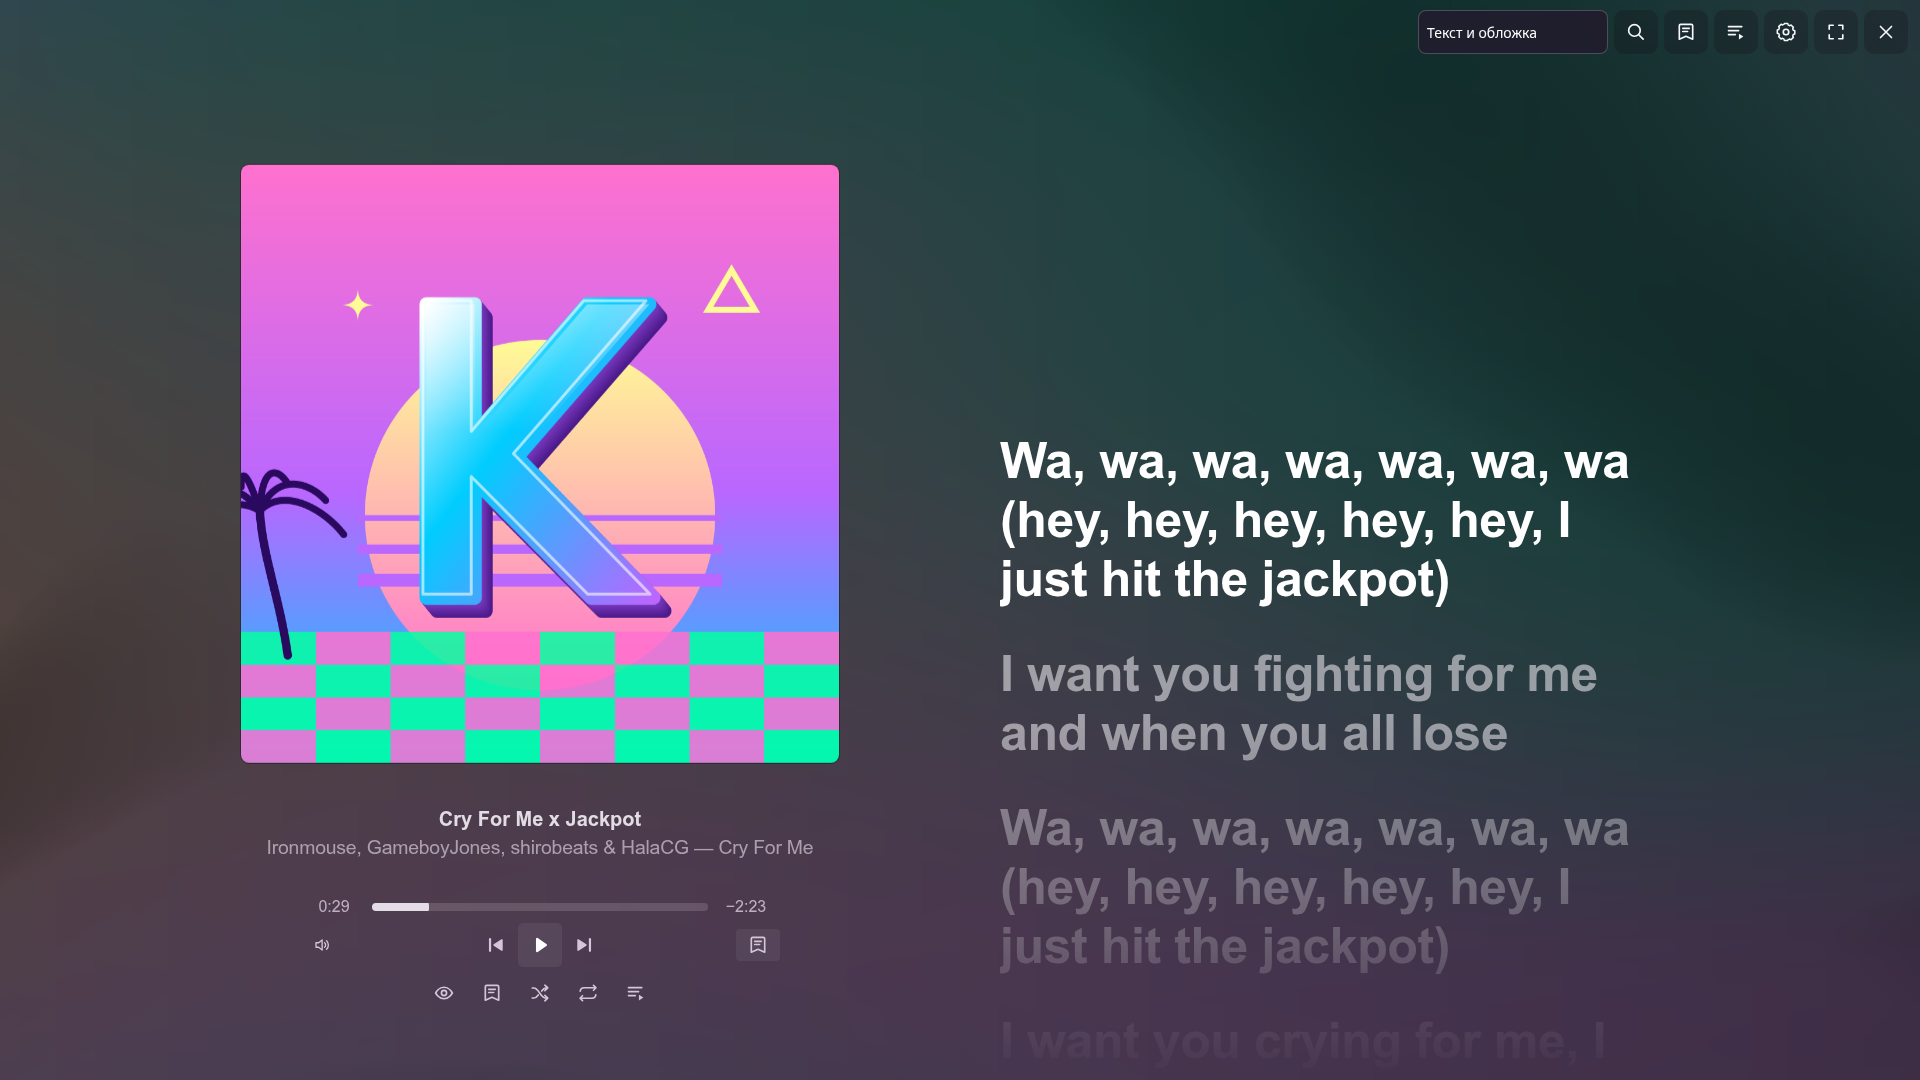 Текст и обложка
K
Cry For Me x Jackpot
Ironmouse, GameboyJones, shirobeats & HalaCG — Cry For Me
0:29
−2:23
Wa, wa, wa, wa, wa, wa, wa
(hey, hey, hey, hey, hey, I
just hit the jackpot)
I want you fighting for me
and when you all lose
Wa, wa, wa, wa, wa, wa, wa
(hey, hey, hey, hey, hey, I
just hit the jackpot)
I want you crying for me, I